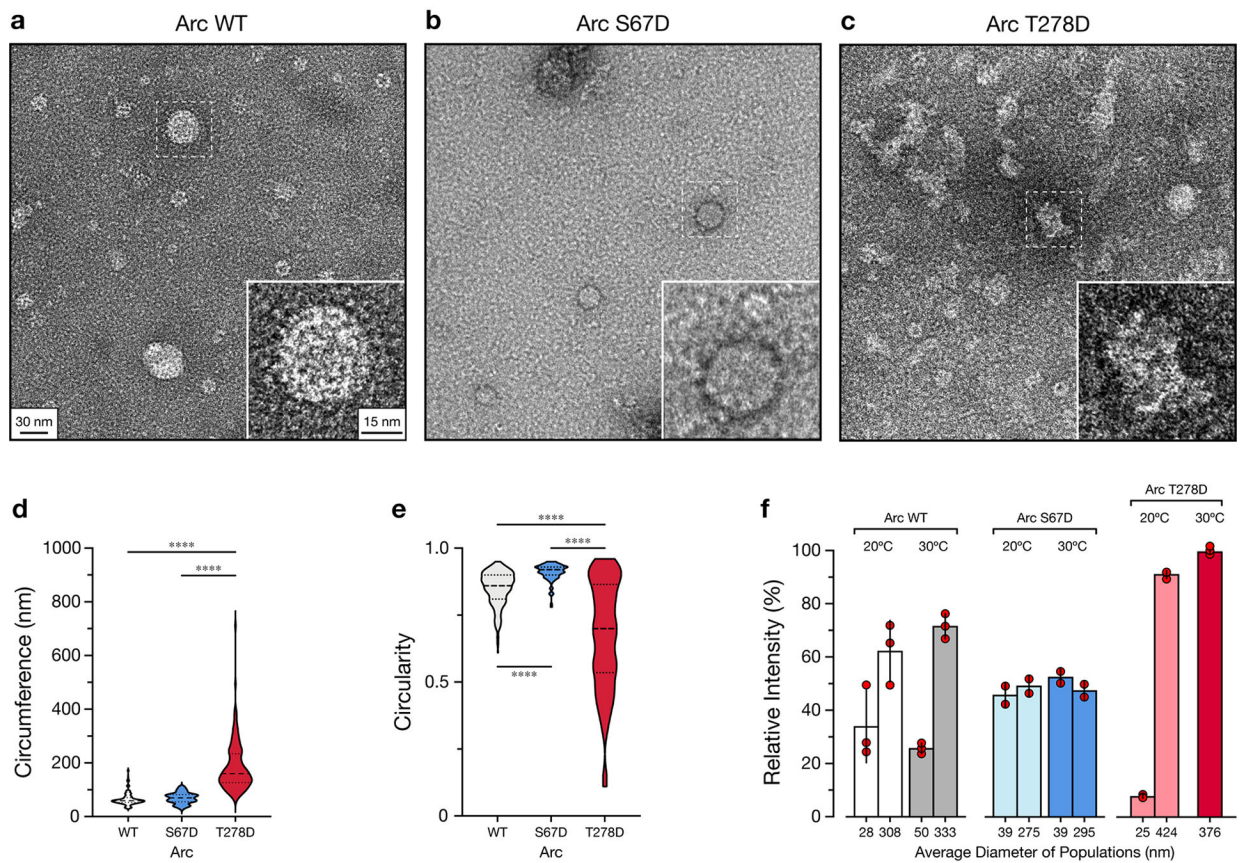 a
Arc WT
b
Arc S67D
c
Arc T278D
30 nm
15 nm
d
Circumference (nm)
1000
800
600
400
200
0
****
****
WT
S67D
T278D
Arc
e
Circularity
1.0
0.5
0
****
****
****
WT
S67D
T278D
Arc
f
Relative Intensity (%)
100
80
60
40
20
0
Arc WT
20ºC
30ºC
Arc S67D
20ºC
30ºC
Arc T278D
20ºC
30ºC
28 308 50 333 39 275 39 295 25 424 376
Average Diameter of Populations (nm)